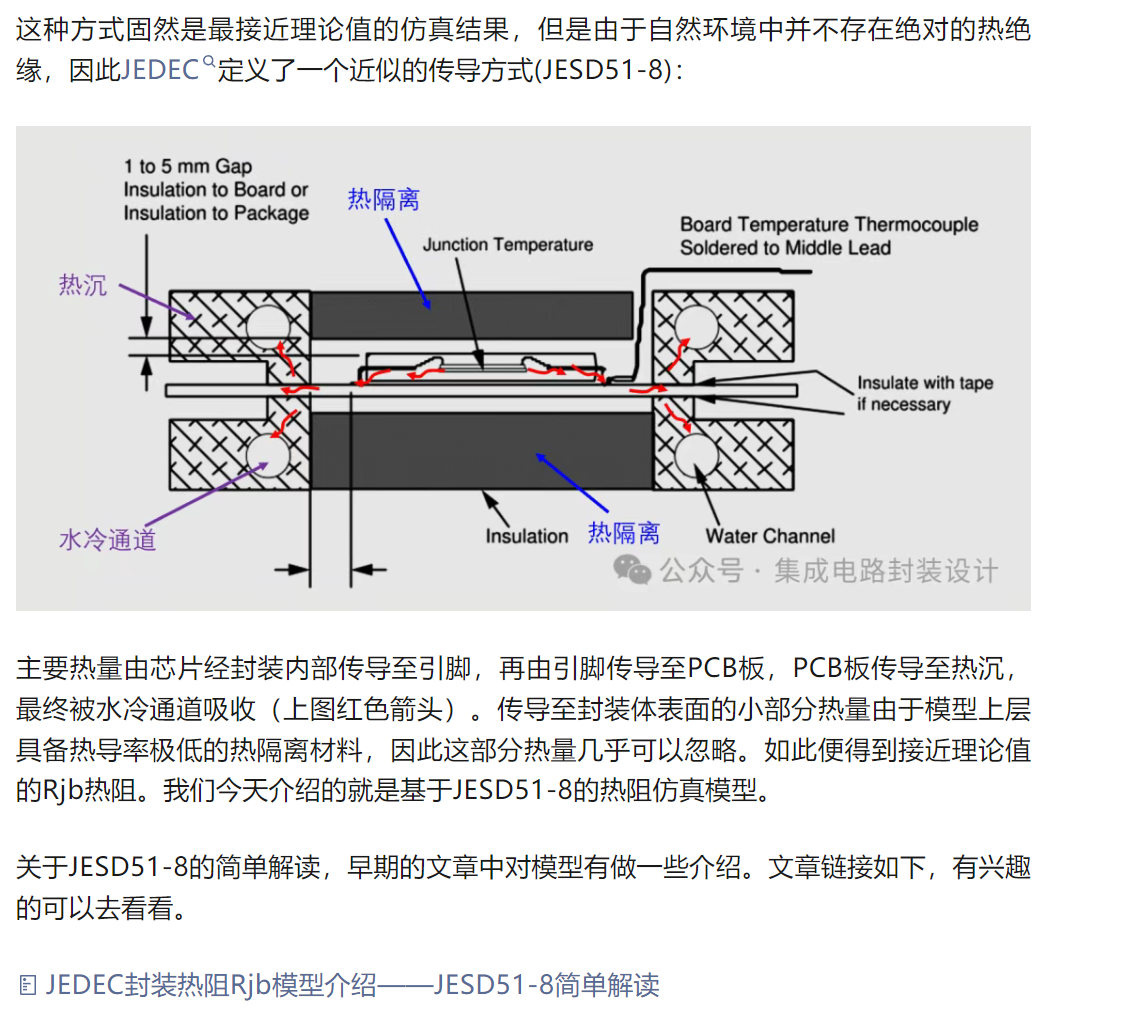 这种方式固然是最接近理论值的仿真结果，但是由于自然环境中并不存在绝对的热绝
缘，因此JEDEC定义了一个近似的传导方式(JESD51-8)：
1 to 5 mm Gap
Insulation to Board or
Insulation to Package
热隔离
Junction Temperature
Board Temperature Thermocouple
Soldered to Middle Lead
热沉
Insulate with tape
if necessary
水冷通道
Insulation
热隔离
Water Channel
公众号 · 集成电路封装设计
主要热量由芯片经封装内部传导至引脚，再由引脚传导至PCB板，PCB板传导至热沉，
最终被水冷通道吸收（上图红色箭头）。传导至封装体表面的小部分热量由于模型上层
具备热导率极低的热隔离材料，因此这部分热量几乎可以忽略。如此便得到接近理论值
的Rjb热阻。我们今天介绍的就是基于JESD51-8的热阻仿真模型。
关于JESD51-8的简单解读，早期的文章中对模型有做一些介绍。文章链接如下，有兴趣
的可以去看看。
JEDEC封装热阻Rjb模型介绍——JESD51-8简单解读